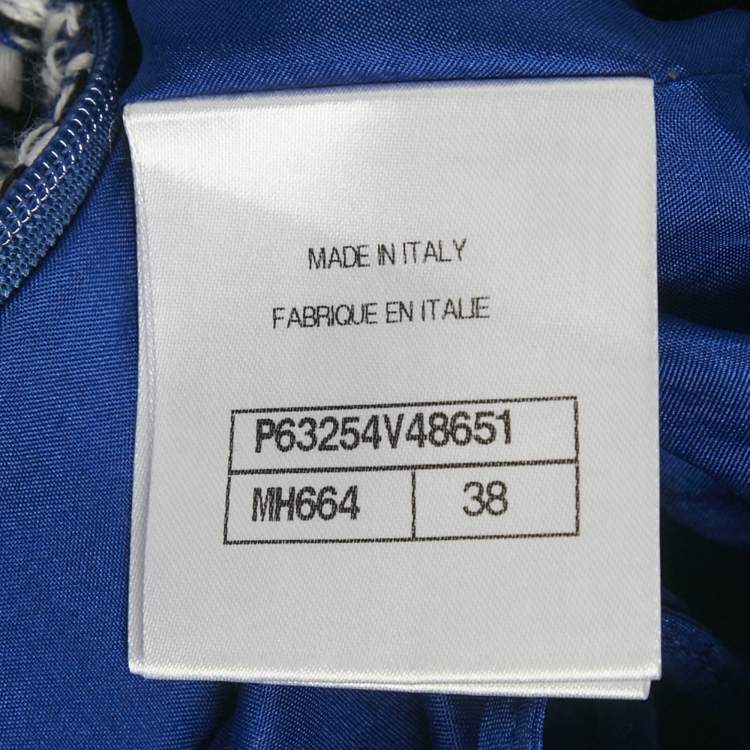 MADE IN ITALY
FABRIQUE EN ITALIE
P63254V48651
MH664 38